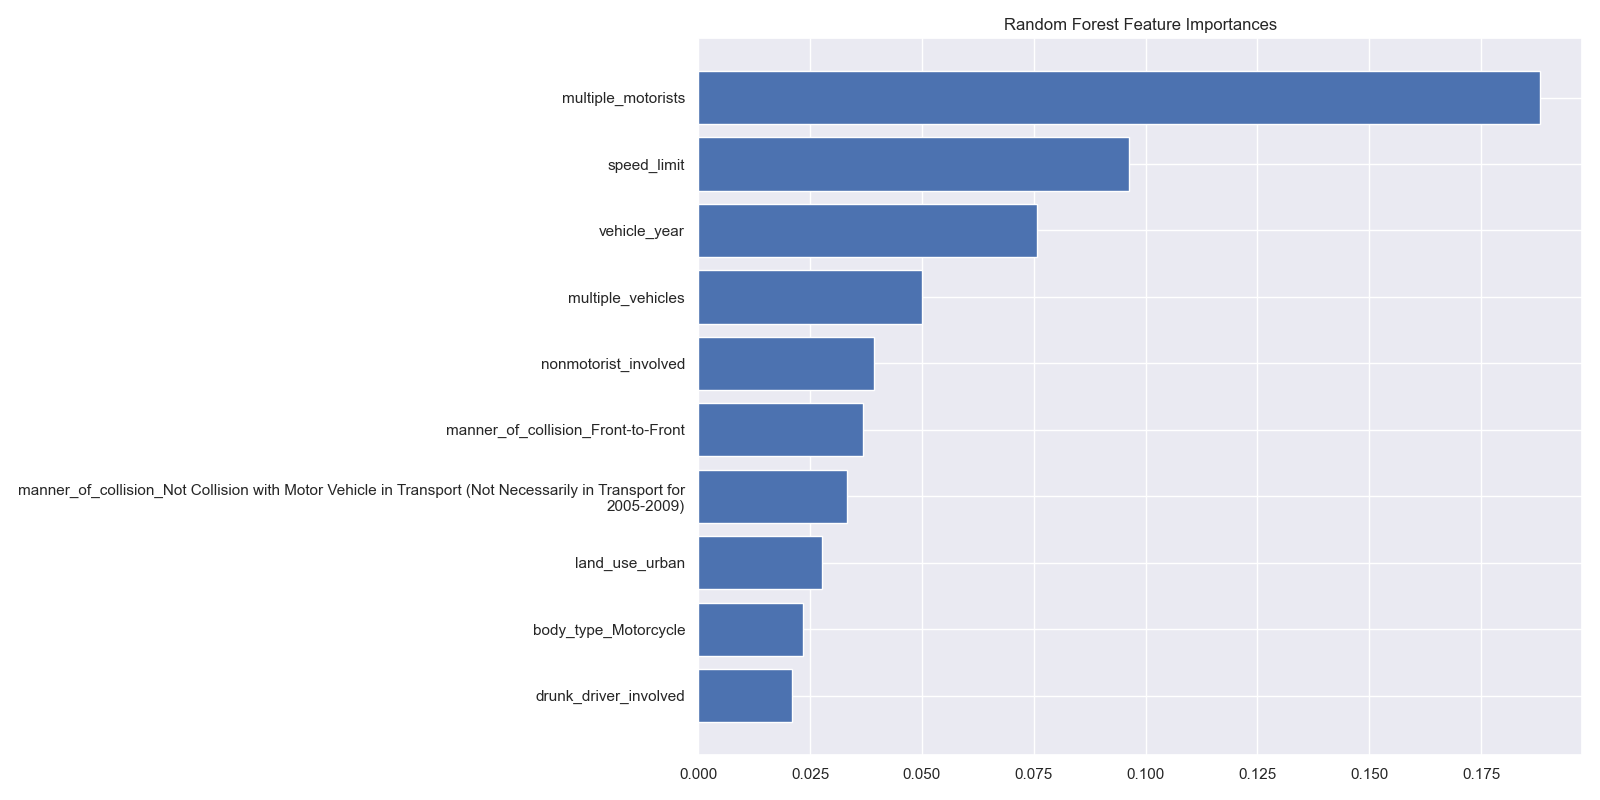 Random Forest Feature Importances
multiple_motorists
speed_limit
vehicle_year
multiple_vehicles
nonmotorist_involved
manner_of_collision_Front-to-Front
manner_of_collision_Not Collision with Motor Vehicle in Transport (Not Necessarily in Transport for
2005-2009)
land_use_urban
body_type_Motorcycle
drunk_driver_involved
0.000 0.025 0.050 0.075 0.100 0.125 0.150 0.175